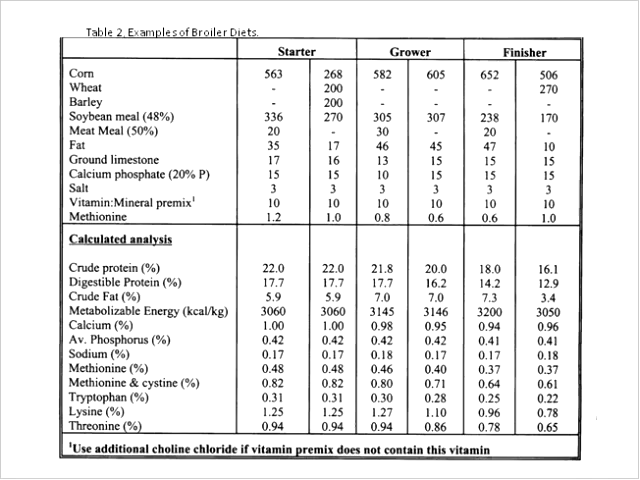 Table 2. Examples of Broiler Diets.
Starter Grower Finisher
Corn 563 268 582 605 652 506
Wheat - 200 - - - 270
Barley - 200 - - - -
Soybean meal (48%) 336 270 305 307 238 170
Meat Meal (50%) 20 - 30 - 20 -
Fat 35 17 46 45 47 10
Ground limestone 17 16 13 15 15 15
Calcium phosphate (20% P) 15 15 10 15 15 15
Salt 3 3 3 3 3 3
Vitamin:Mineral premix¹ 10 10 10 10 10 10
Methionine 1.2 1.0 0.8 0.6 0.6 1.0
Calculated analysis
Crude protein (%) 22.0 22.0 21.8 20.0 18.0 16.1
Digestible Protein (%) 17.7 17.7 17.7 16.2 14.2 12.9
Crude Fat (%) 5.9 5.9 7.0 7.0 7.3 3.4
Metabolizable Energy (kcal/kg) 3060 3060 3145 3146 3200 3050
Calcium (%) 1.00 1.00 0.98 0.95 0.94 0.96
Av. Phosphorus (%) 0.42 0.42 0.42 0.42 0.41 0.41
Sodium (%) 0.17 0.17 0.18 0.17 0.17 0.18
Methionine (%) 0.48 0.48 0.46 0.40 0.37 0.37
Methionine & cystine (%) 0.82 0.82 0.80 0.71 0.64 0.61
Tryptophan (%) 0.31 0.31 0.30 0.28 0.25 0.22
Lysine (%) 1.25 1.25 1.27 1.10 0.96 0.78
Threonine (%) 0.94 0.94 0.94 0.86 0.78 0.65
¹Use additional choline chloride if vitamin premix does not contain this vitamin